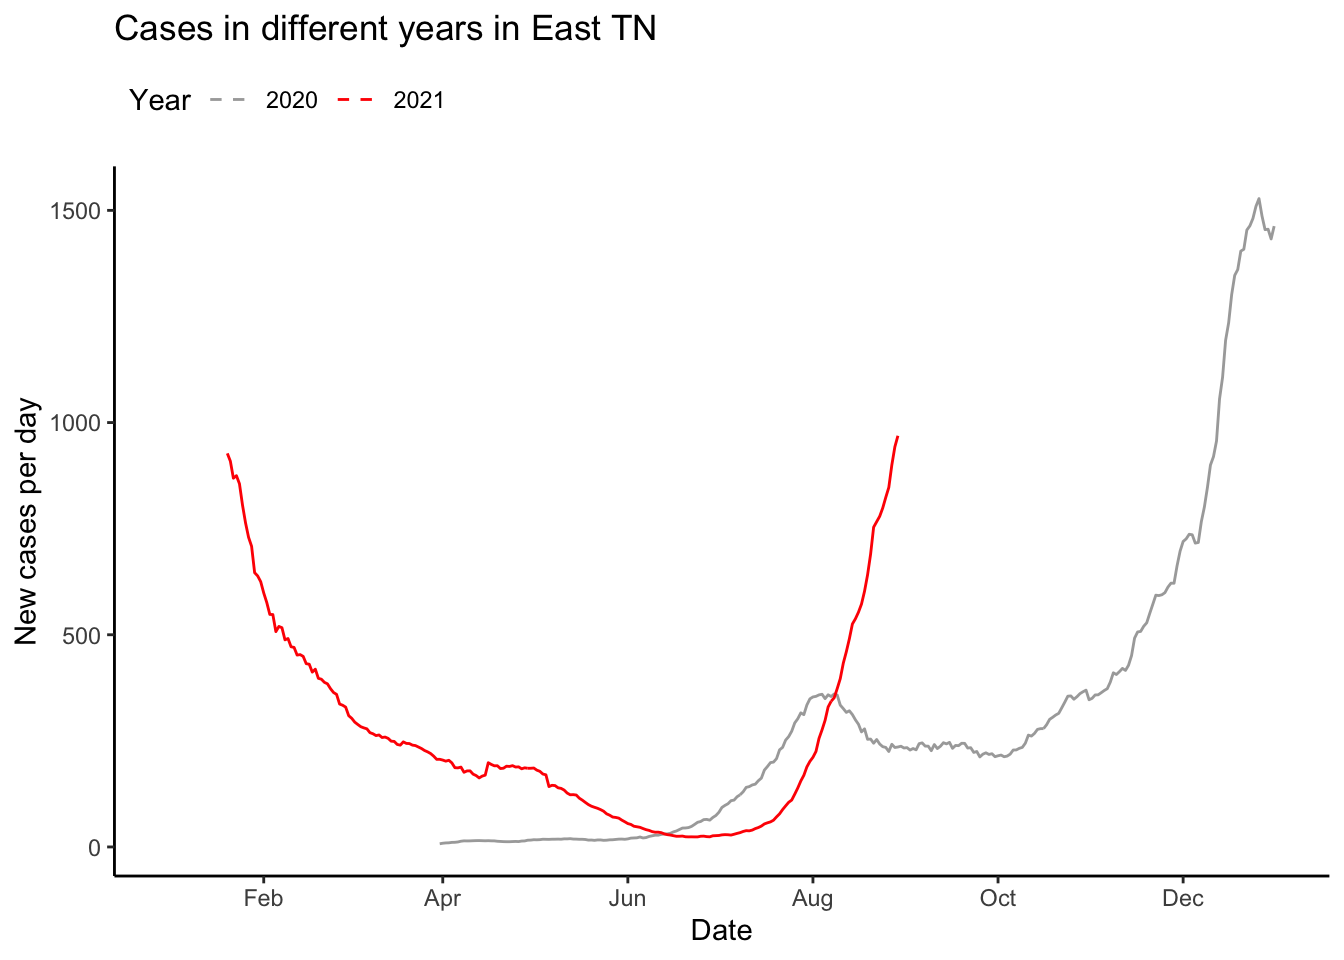 Cases in different years in East TN
Year 2020 2021
1500
1000
500
0
New cases per day
Feb Apr Jun Aug Oct Dec
Date